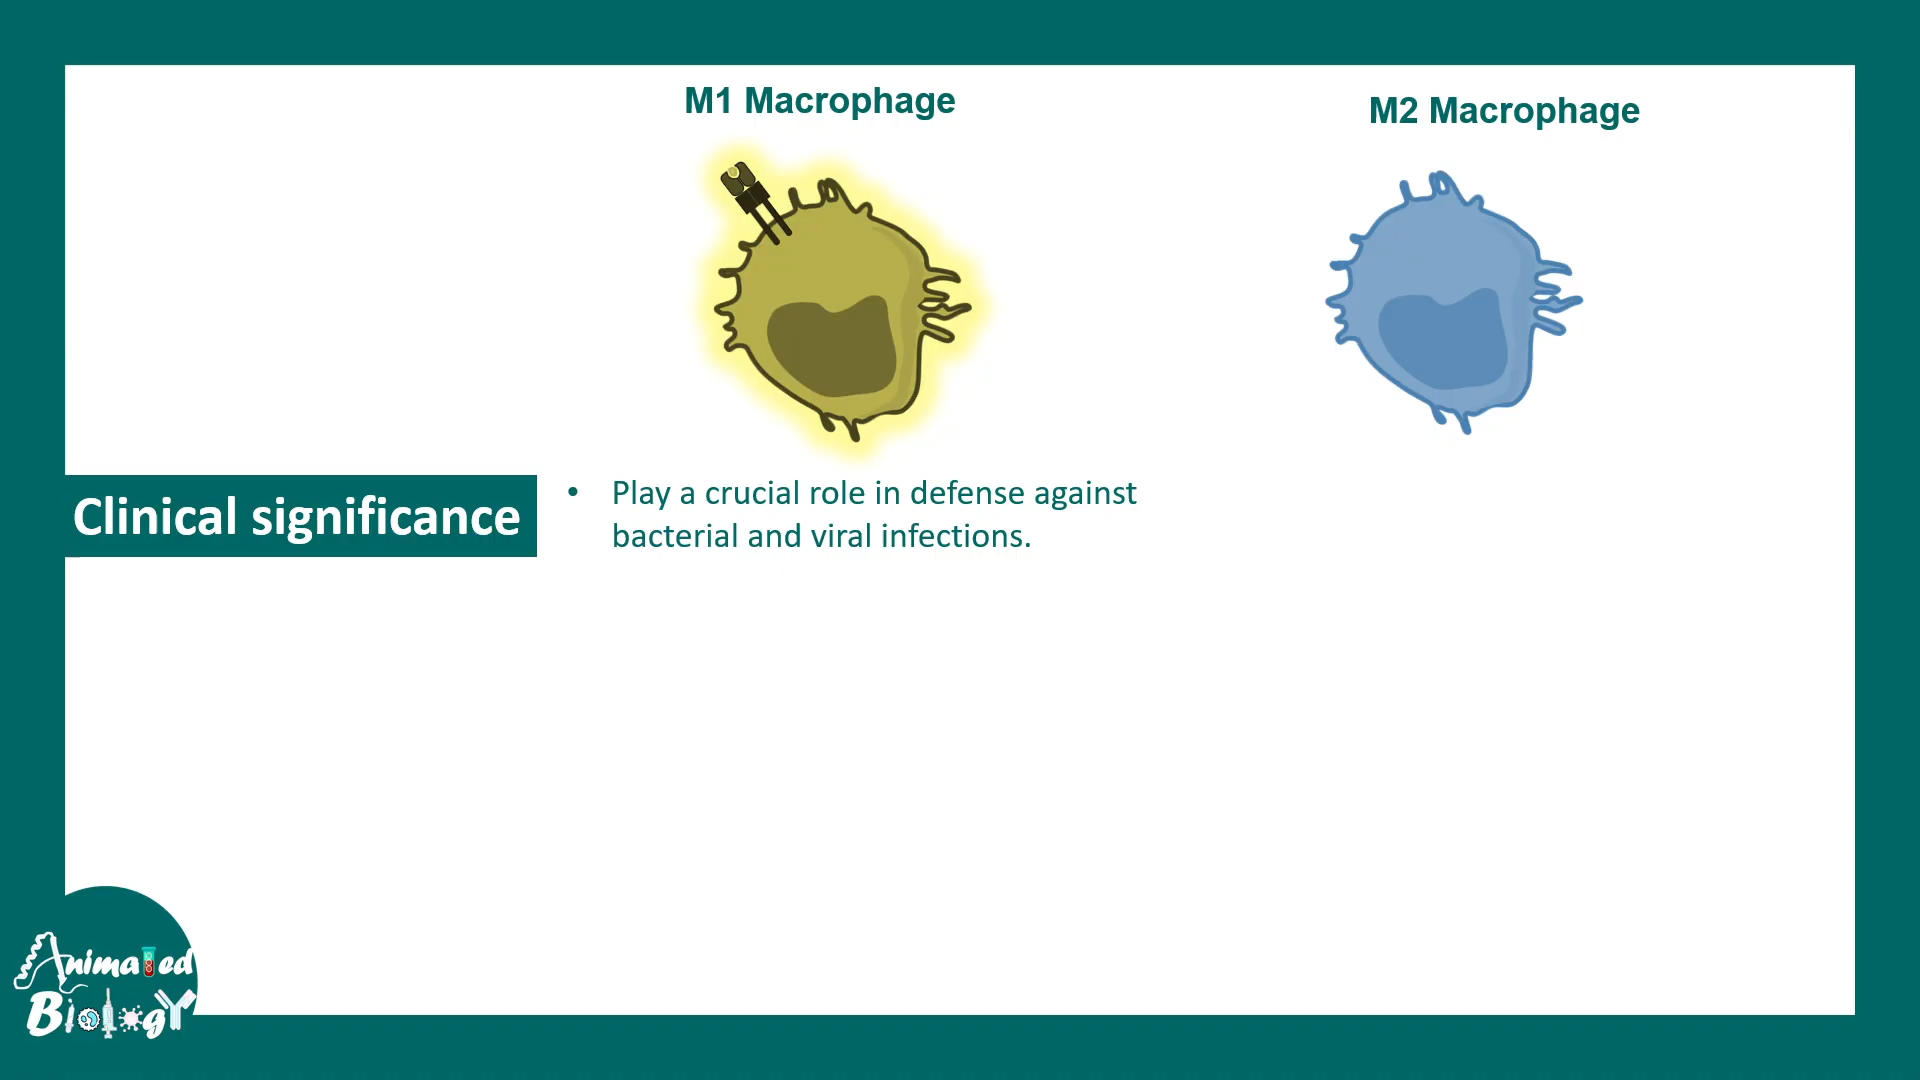 M1 Macrophage
M2 Macrophage
Clinical significance
• Play a crucial role in defense against
bacterial and viral infections.
Animated
Biology